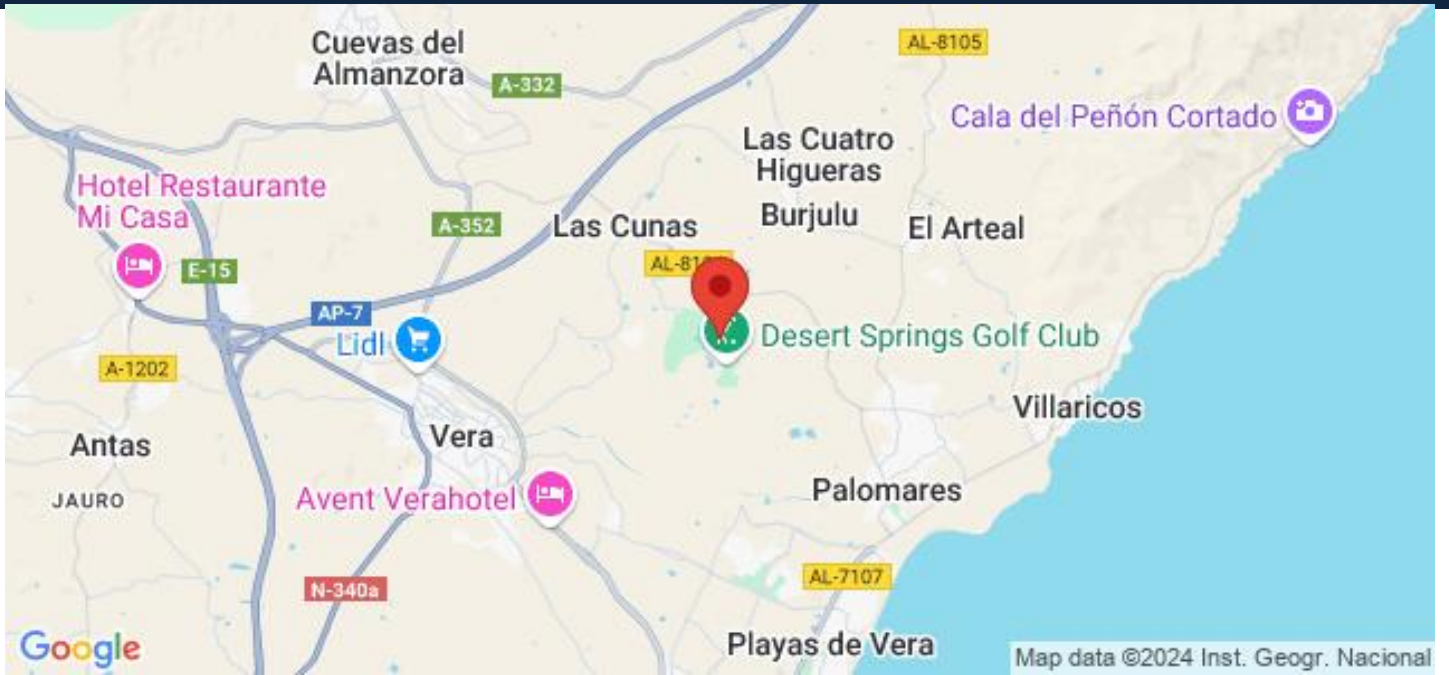 Cuevas del
Almanzora
A-332
AL-8105
Cala del Peñón Cortado
Las Cuatro
Higueras
Hotel Restaurante
Mi Casa
A-352
Las Cunas
Burjulu
El Arteal
E-15
AP-7
Lidl
Desert Springs Golf Club
A-1202
Villaricos
Antas
Vera
JAURO
Avent Verahotel
Palomares
N-340a
AL-7107
Playas de Vera
Google
Map data ©2024 Inst. Geogr. Nacional